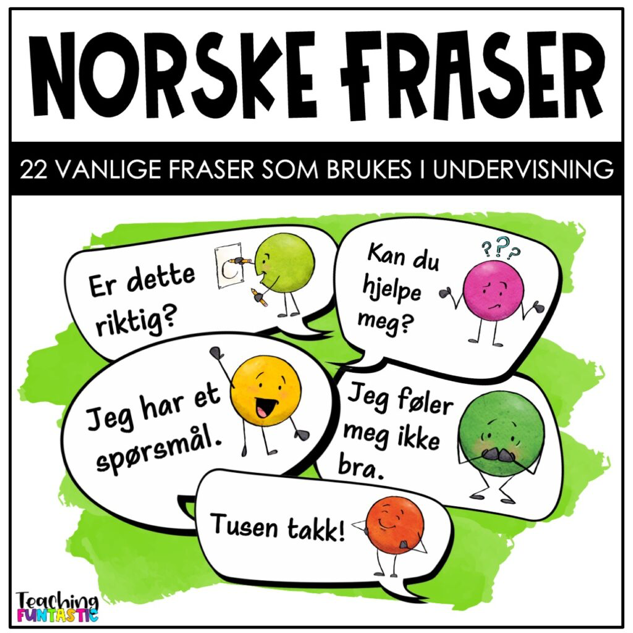 NORSKE FRASER
22 VANLIGE FRASER SOM BRUKES I UNDERVISNING
Er dette
riktig?
Kan du
hjelpe
meg?
Jeg har et
spørsmål.
Jeg føler
meg ikke
bra.
Tusen takk!
Teaching
FUNTASTIC